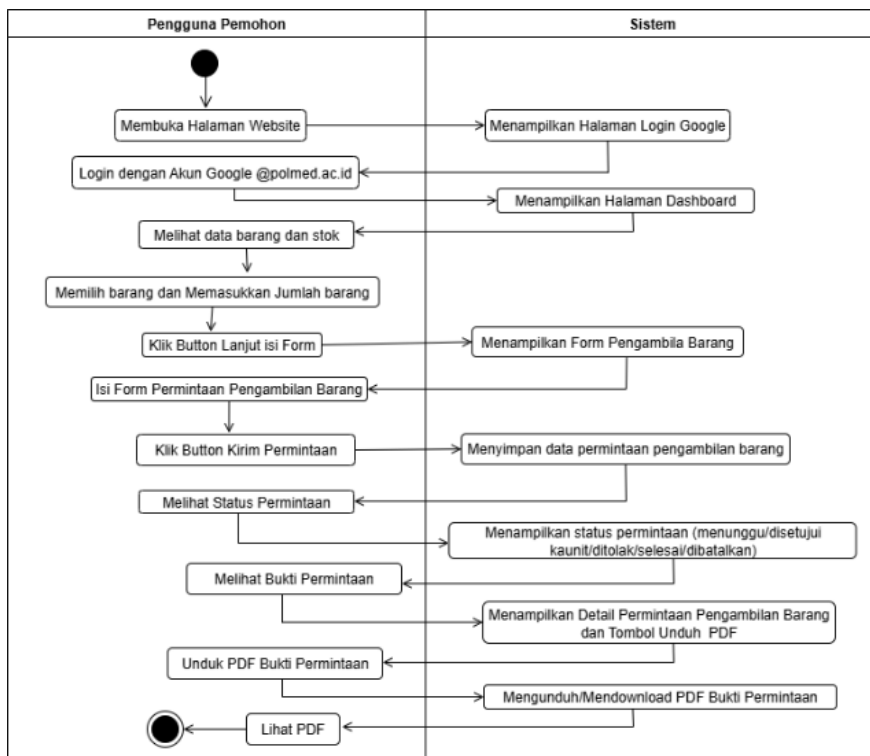 Pengguna Pemohon
Sistem
Membuka Halaman Website
Menampilkan Halaman Login Google
Login dengan Akun Google @polmed.ac.id
Menampilkan Halaman Dashboard
Melihat data barang dan stok
Memilih barang dan Memasukkan Jumlah barang
Klik Button Lanjut isi Form
Menampilkan Form Pengambila Barang
Isi Form Permintaan Pengambilan Barang
Klik Button Kirim Permintaan
Menyimpan data permintaan pengambilan barang
Melihat Status Permintaan
Menampilkan status permintaan (menunggu/disetujui
kaunit/ditolak/selesai/dibatalkan)
Melihat Bukti Permintaan
Menampilkan Detail Permintaan Pengambilan Barang
dan Tombol Unduh PDF
Unduk PDF Bukti Permintaan
Mengunduh/Mendownload PDF Bukti Permintaan
Lihat PDF